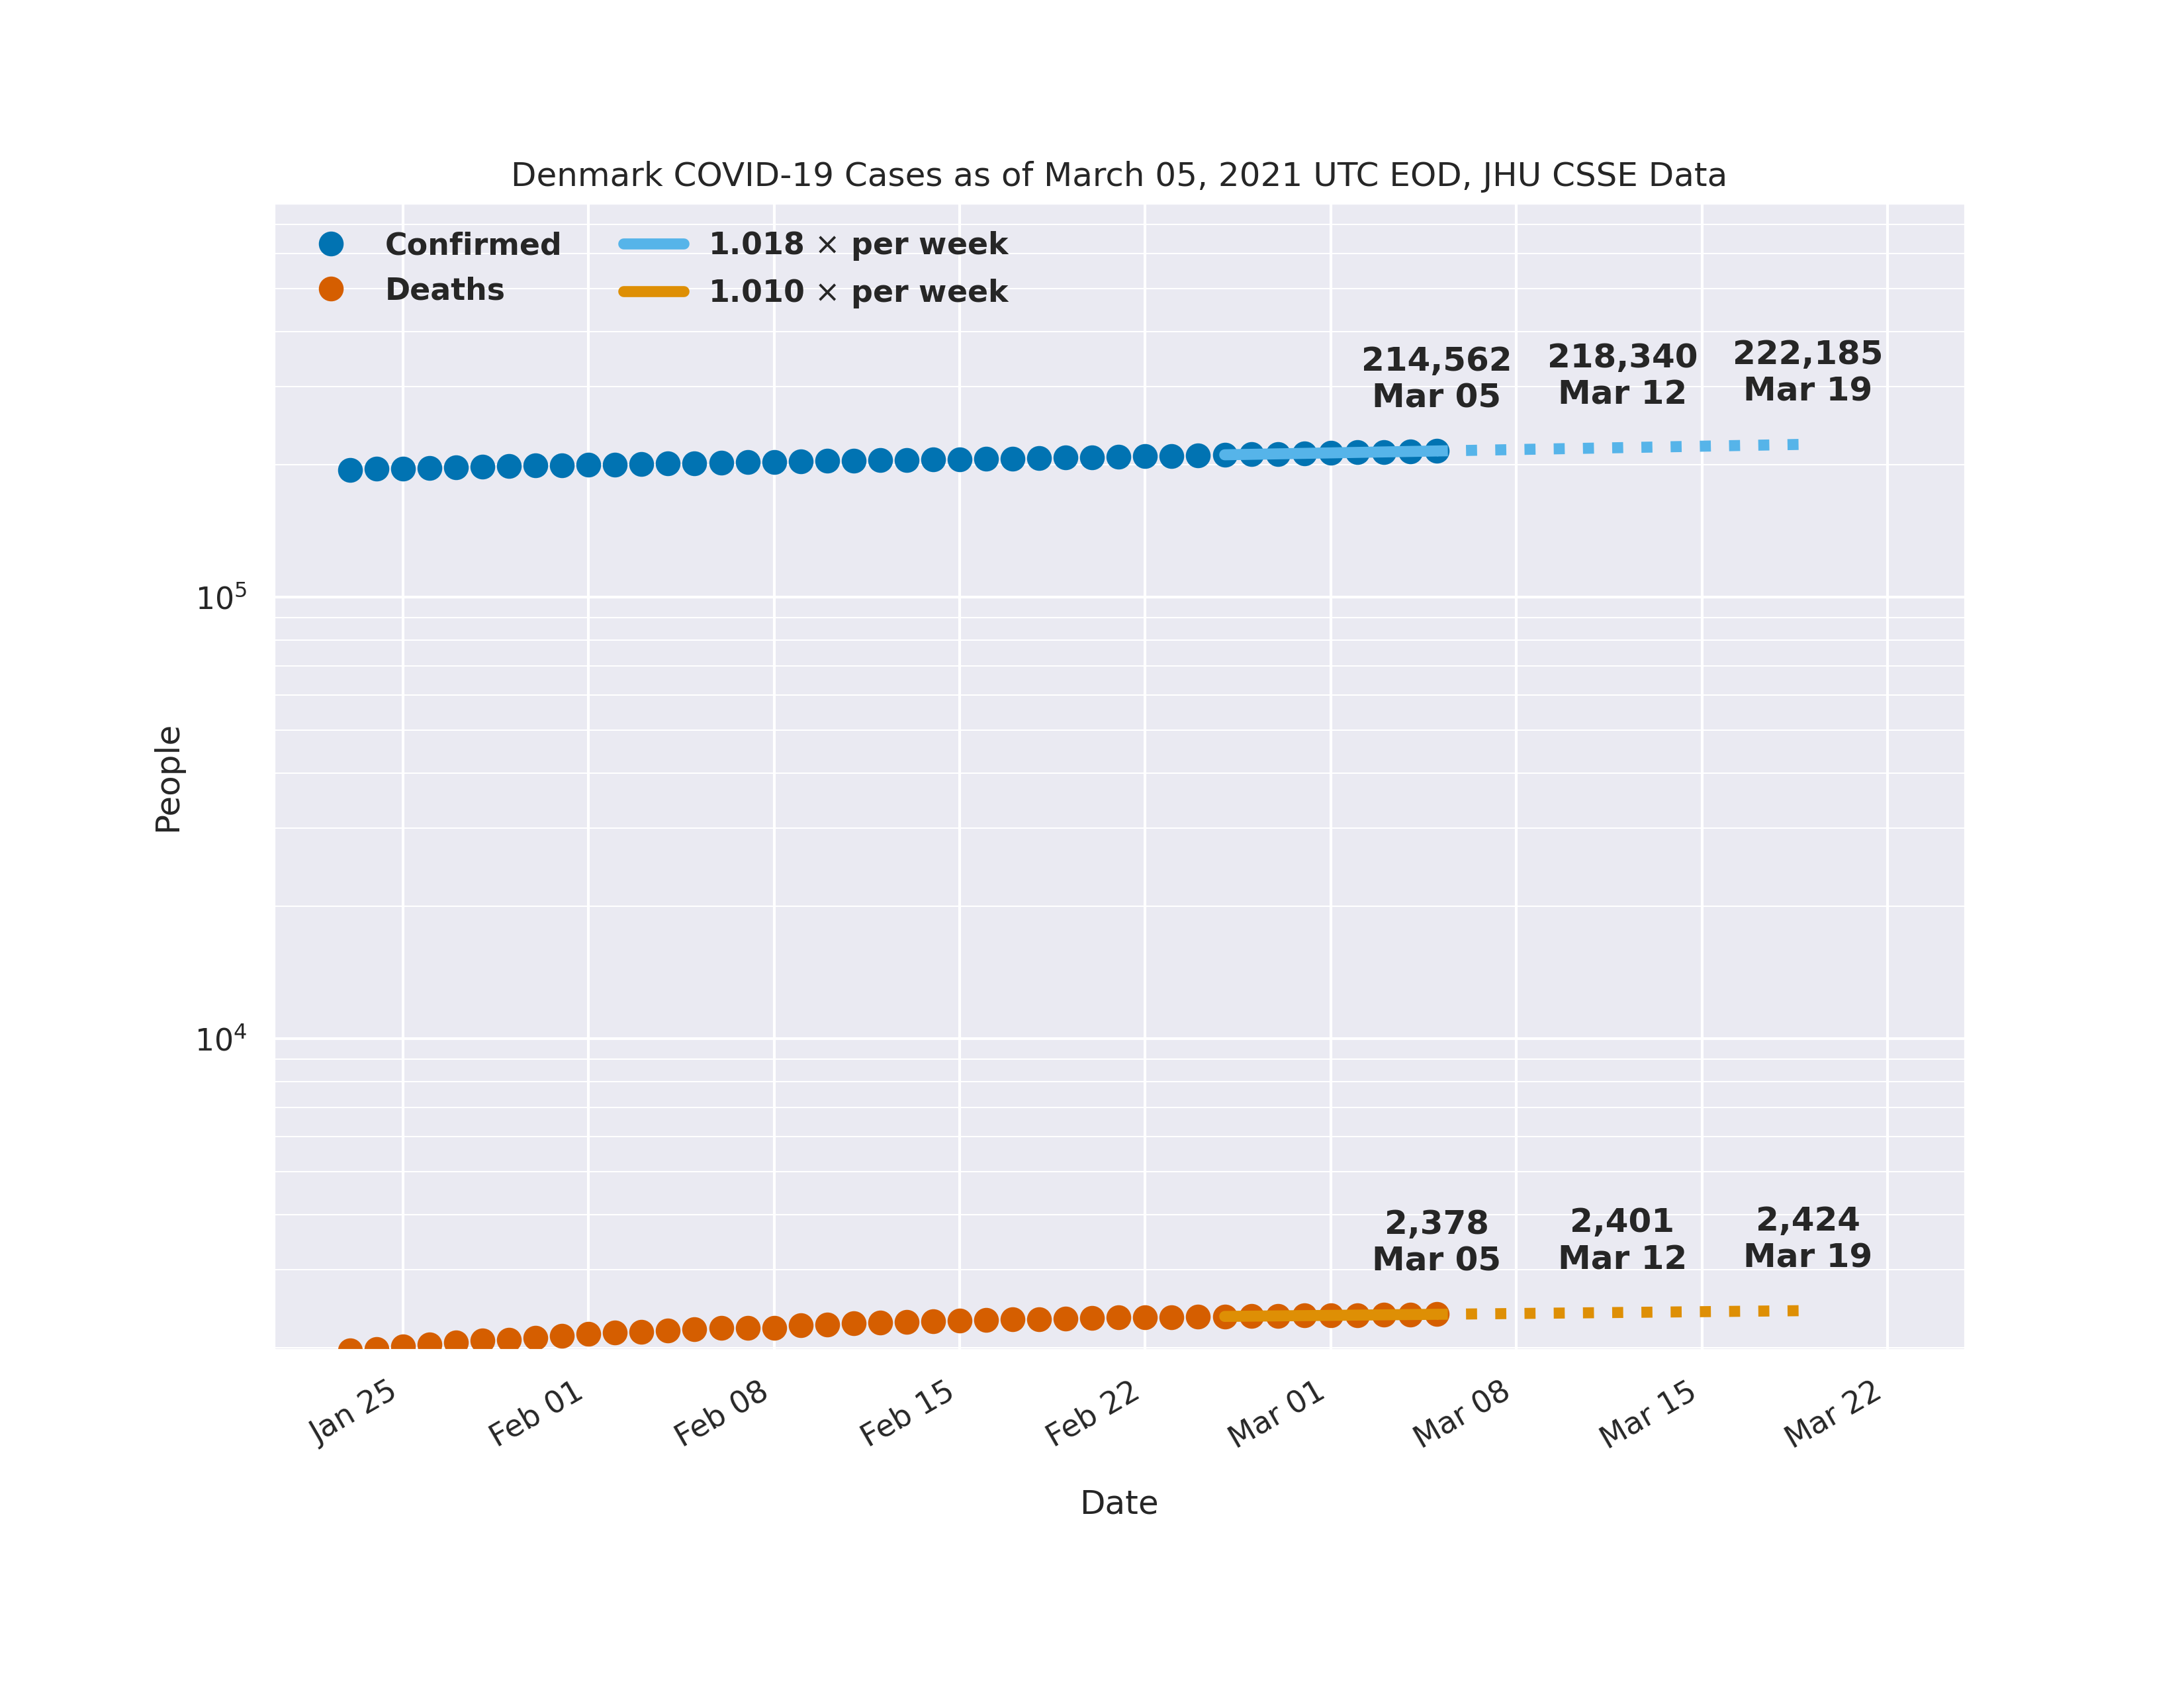 Denmark COVID-19 Cases as of March 05, 2021 UTC EOD, JHU CSSE Data
Confirmed
Deaths
1.018 × per week
1.010 × per week
214,562
Mar 05
218,340
Mar 12
222,185
Mar 19
10⁵
10⁴
People
2,378
Mar 05
2,401
Mar 12
2,424
Mar 19
Jan 25
Feb 01
Feb 08
Feb 15
Feb 22
Mar 01
Mar 08
Mar 15
Mar 22
Date